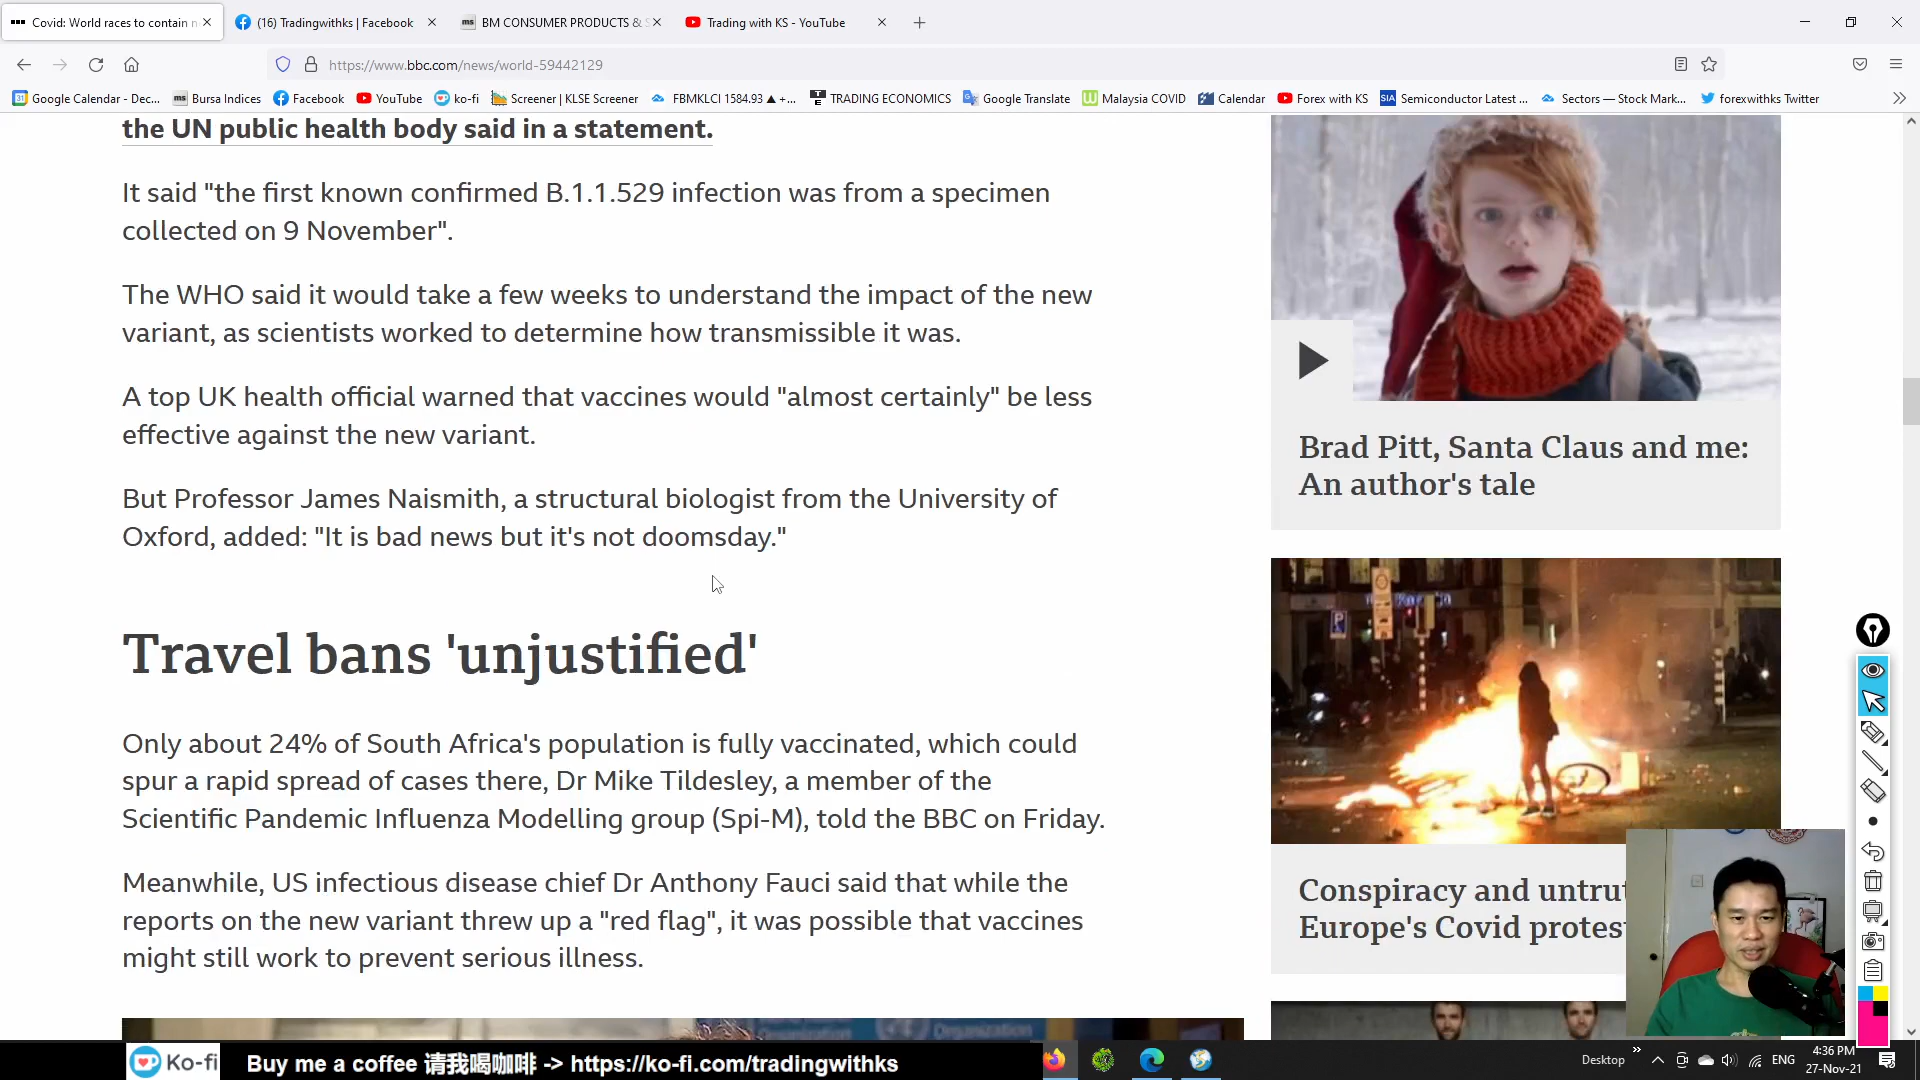 Covid: World races to contain n
(16) Tradingwithks | Facebook
BM CONSUMER PRODUCTS & S
Trading with KS - YouTube
https://www.bbc.com/news/world-59442129
Google Calendar - Dec...
Bursa Indices
Facebook
YouTube
ko-fi
Screener | KLSE Screener
FBMKLCI 1584.93 ▲ +...
TRADING ECONOMICS
Google Translate
Malaysia COVID
Calendar
Forex with KS
SIA Semiconductor Latest ...
Sectors — Stock Mark...
forexwithks Twitter
the UN public health body said in a statement.
It said "the first known confirmed B.1.1.529 infection was from a specimen
collected on 9 November".
The WHO said it would take a few weeks to understand the impact of the new
variant, as scientists worked to determine how transmissible it was.
A top UK health official warned that vaccines would "almost certainly" be less
effective against the new variant.
But Professor James Naismith, a structural biologist from the University of
Oxford, added: "It is bad news but it's not doomsday."
Travel bans 'unjustified'
Only about 24% of South Africa's population is fully vaccinated, which could
spur a rapid spread of cases there, Dr Mike Tildesley, a member of the
Scientific Pandemic Influenza Modelling group (Spi-M), told the BBC on Friday.
Meanwhile, US infectious disease chief Dr Anthony Fauci said that while the
reports on the new variant threw up a "red flag", it was possible that vaccines
might still work to prevent serious illness.
Brad Pitt, Santa Claus and me:
An author's tale
Conspiracy and untru
Europe's Covid protes
Organization
Ko-fi
Buy me a coffee 请我喝咖啡 -> https://ko-fi.com/tradingwithks
Desktop
ENG
4:36 PM
27-Nov-21